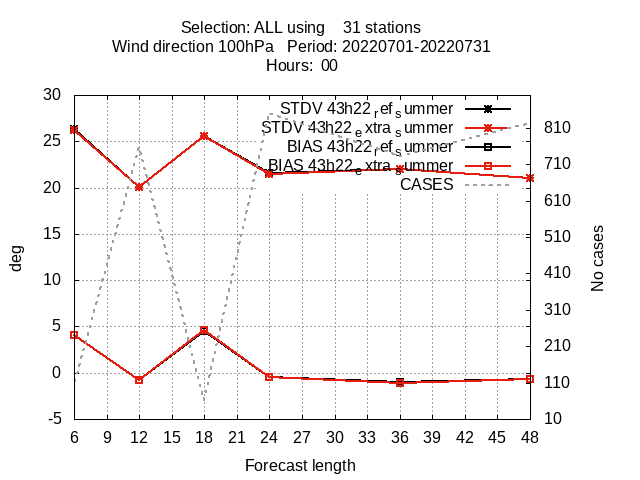 Selection: ALL using    31 stations
Wind direction 100hPa   Period: 20220701-20220731
Hours:  00
30
25
20
15
10
5
0
-5
deg
STDV 43h22_ref_summer
STDV 43h22_extra_summer
BIAS 43h22_ref_summer
BIAS 43h22_extra_summer
CASES
810
710
610
510
410
310
210
110
10
No cases
6 9 12 15 18 21 24 27 30 33 36 39 42 45 48
Forecast length